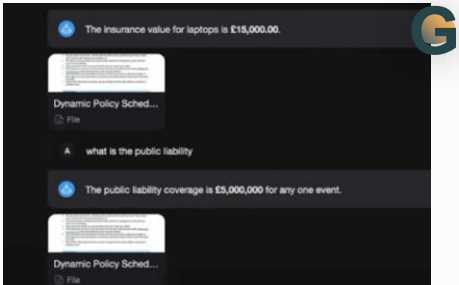 G
The insurance value for laptops is £15,000.00.
Dynamic Policy Sched...
File
A what is the public liability
The public liability coverage is £5,000,000 for any one event.
Dynamic Policy Sched...
File